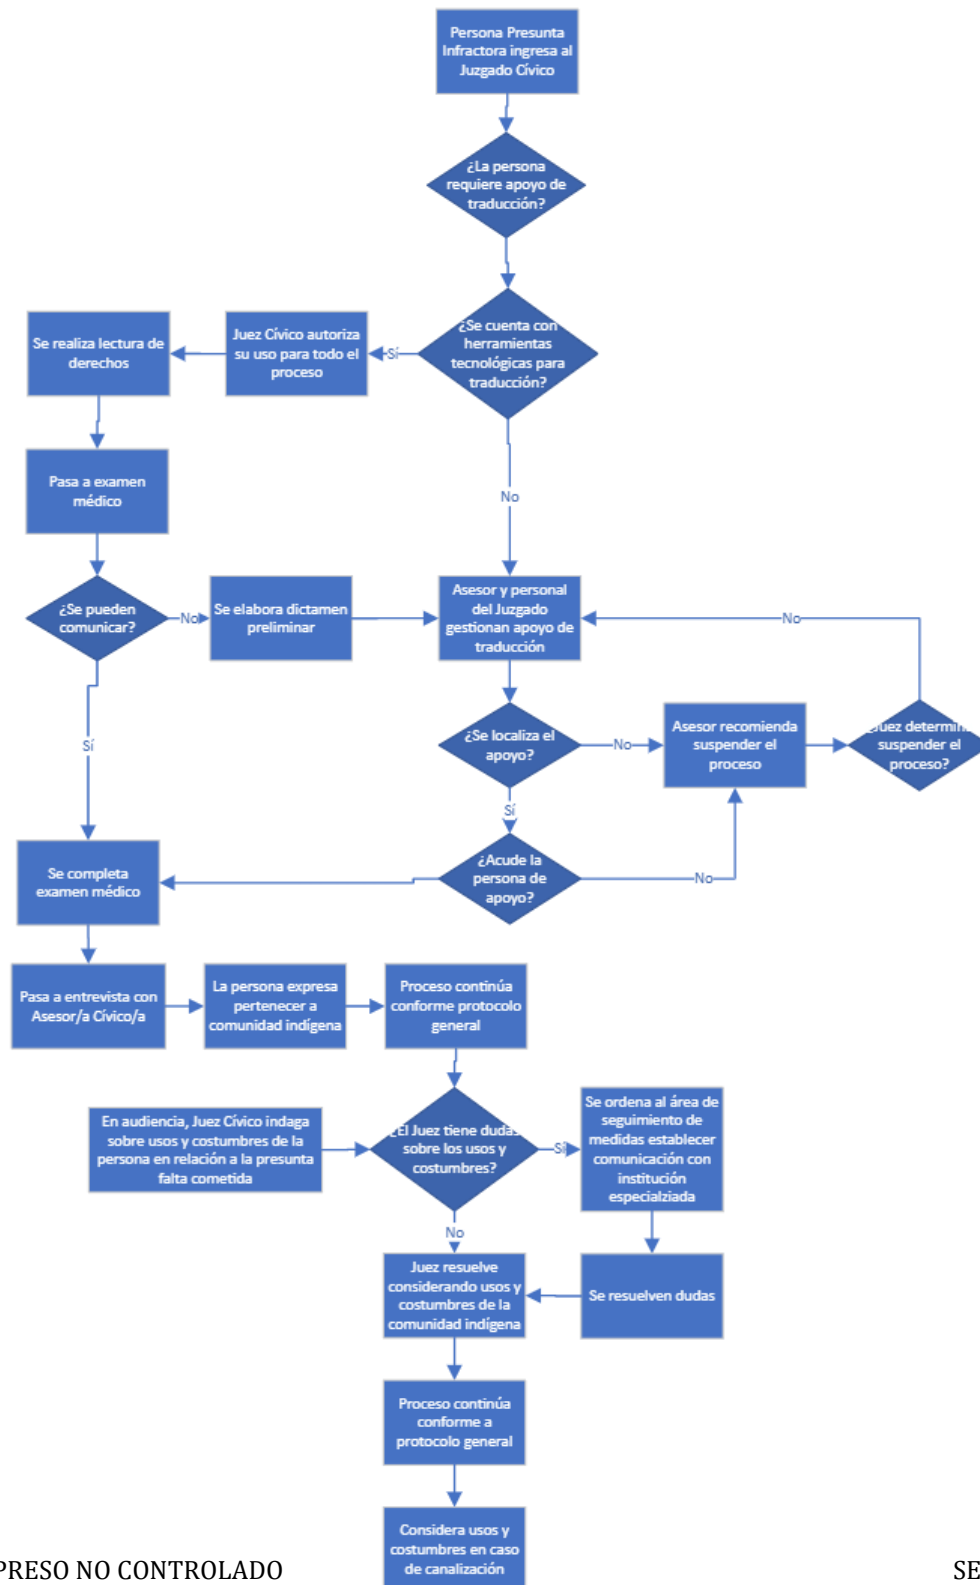 Persona Presunta
Infractora ingresa al
Juzgado Cívico
¿La persona
requiere apoyo de
traducción?
¿Se cuenta con
herramientas
tecnológicas para
traducción?
Sí
Juez Cívico autoriza
su uso para todo el
proceso
Se realiza lectura de
derechos
Pasa a examen
médico
No
¿Se pueden
comunicar?
No
Se elabora dictamen
preliminar
Asesor y personal
del Juzgado
gestionan apoyo de
traducción
No
Sí
¿Se localiza el
apoyo?
No
Asesor recomienda
suspender el
proceso
¿Juez determina
suspender el
proceso?
Sí
¿Acude la
persona de
apoyo?
No
Se completa
examen médico
Pasa a entrevista con
Asesor/a Cívico/a
La persona expresa
pertenecer a
comunidad indígena
Proceso continúa
conforme protocolo
general
En audiencia, Juez Cívico indaga
sobre usos y costumbres de la
persona en relación a la presunta
falta cometida
¿El Juez tiene dudas
sobre los usos y
costumbres?
Sí
Se ordena al área de
seguimiento de
medidas establecer
comunicación con
institución
especialziada
No
Juez resuelve
considerando usos y
costumbres de la
comunidad indígena
Se resuelven dudas
Proceso continúa
conforme a
protocolo general
Considera usos y
costumbres en caso
de canalización
PRESO NO CONTROLADO
SE